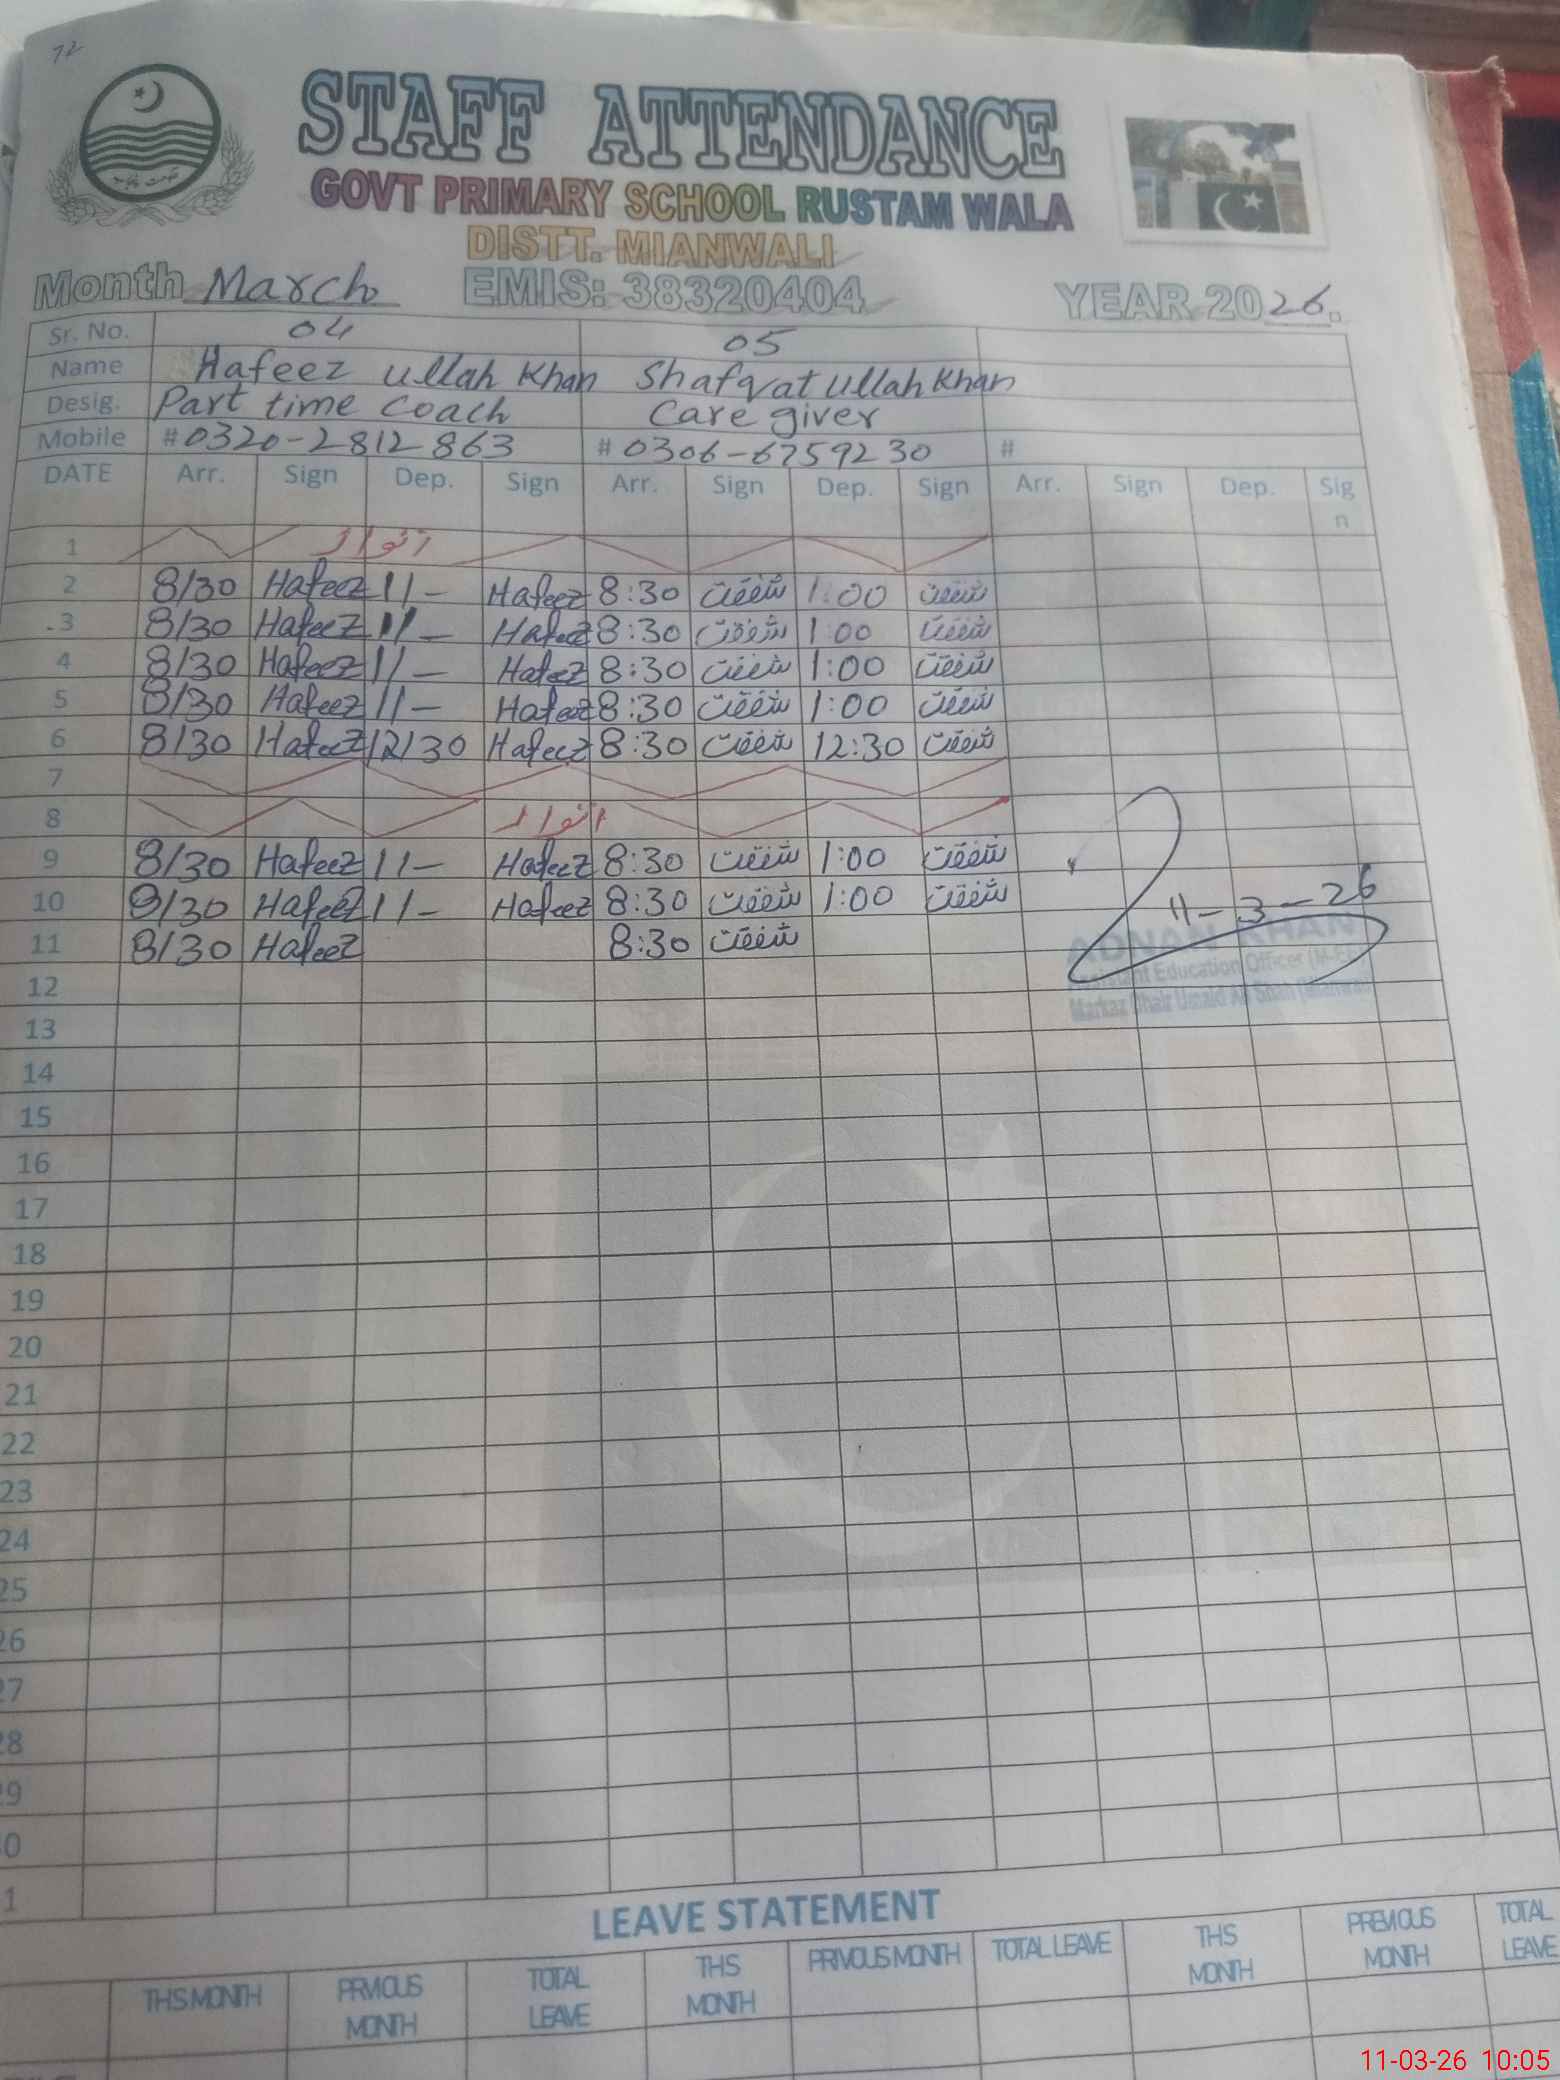 72
STAFF ATTENDANCE
GOVT PRIMARY SCHOOL RUSTAM WALA
DISTT. MIANWALI
Month March EMIS: 38320404 YEAR 2026.
Sr. No. 04 05
Name Hafeez ullah Khan Shafqat ullah Khan
Desig. Part time coach Care giver
Mobile #0320-2812863 #0306-6759230 #
DATE Arr. Sign Dep. Sign Arr. Sign Dep. Sign Arr. Sign Dep. Sign
1 اتوار
2 8/30 Hafeez 11- Hafeez 8:30 شفقت 1:00 شفقت
3 8/30 Hafeez 11- Hafeez 8:30 شفقت 1:00 شفقت
4 8/30 Hafeez 11- Hafeez 8:30 شفقت 1:00 شفقت
5 8/30 Hafeez 11- Hafeez 8:30 شفقت 1:00 شفقت
6 8/30 Hafeez 12/30 Hafeez 8:30 شفقت 12:30 شفقت
7
8 اتوار
9 8/30 Hafeez 11- Hafeez 8:30 شفقت 1:00 شفقت
10 8/30 Hafeez 11- Hafeez 8:30 شفقت 1:00 شفقت
11-3-26
11 8/30 Hafeez 8:30 شفقت
ADNAN KHAN
Assistant Education Officer
Markaz
12
13
14
15
16
17
18
19
20
21
22
23
24
25
26
27
28
29
0
1
LEAVE STATEMENT
THS MONTH PRVIOUS MONTH TOTAL LEAVE THS MONTH PRIVOUS MONTH TOTAL LEAVE THS MONTH PREVIOUS MONTH TOTAL LEAVE
11-03-26 10:05